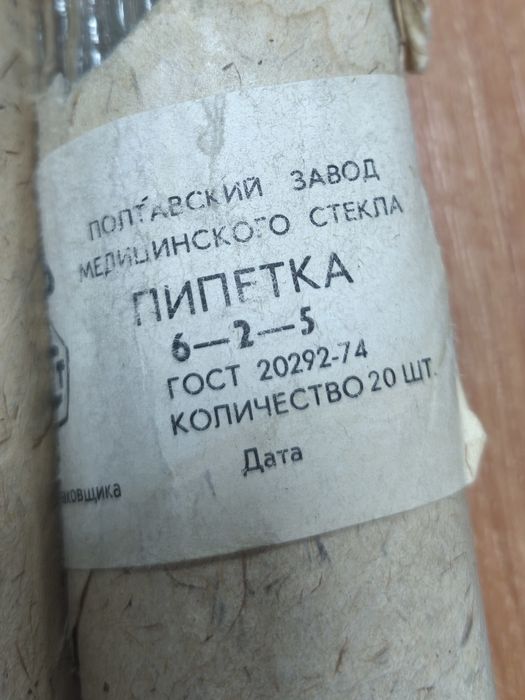 ПОЛТАВСКИЙ ЗАВОД
МЕДИЦИНСКОГО СТЕКЛА
ПИПЕТКА
6—2—5
ГОСТ 20292-74
КОЛИЧЕСТВО 20 ШТ.
Дата